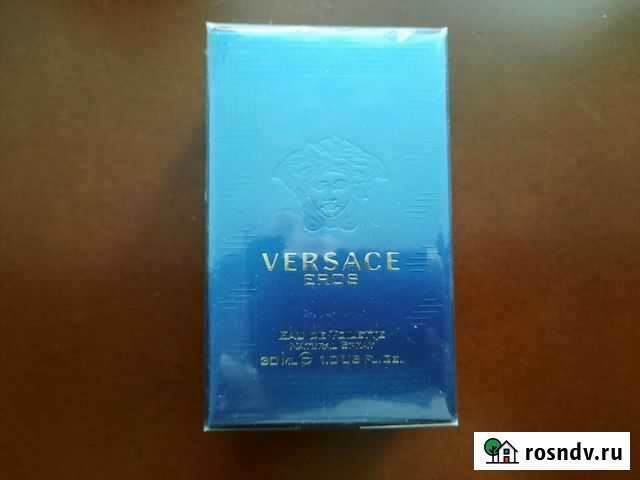 VERSACE
EROS
EAU DE TOILETTE
NATURAL SPRAY
30 ML ℮ 1.0 US FL.OZ.
rosndv.ru